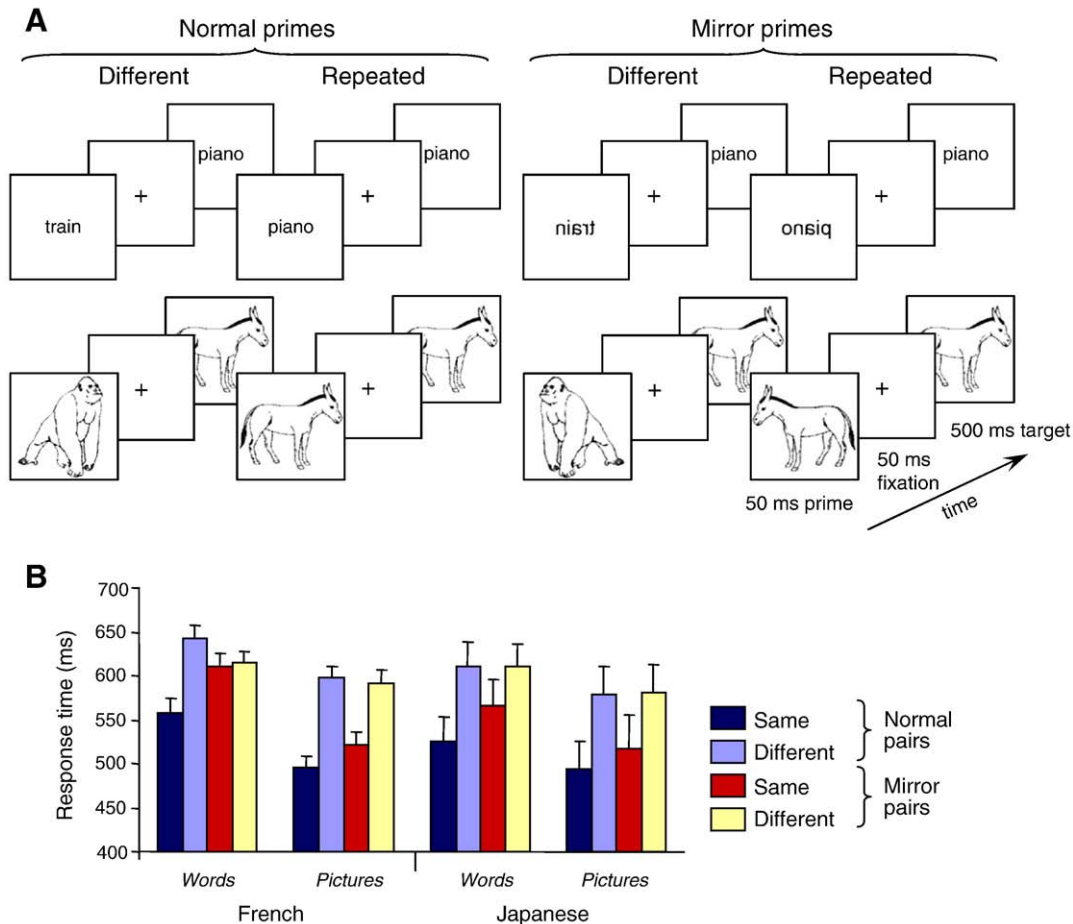 A
Normal primes
Mirror primes
Different
Repeated
Different
Repeated
piano
piano
piano
piano
+
+
+
+
train
piano
train
piano
+
+
+
+
500 ms target
50 ms
fixation
50 ms prime
time
B
Response time (ms)
700
650
600
550
500
450
400
Same
Different
Normal
pairs
Same
Different
Mirror
pairs
Words
Pictures
Words
Pictures
French
Japanese